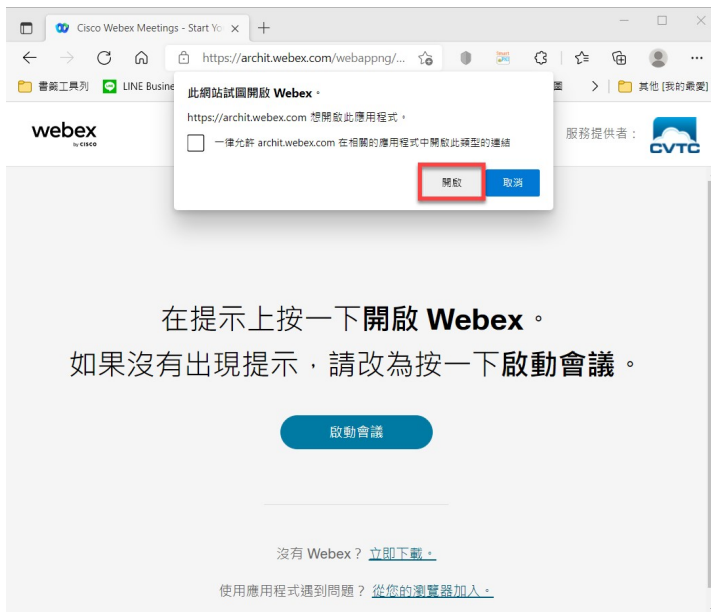 Cisco Webex Meetings - Start Yo
https://archit.webex.com/webappng/...
書籤工具列
LINE Busine
圖
其他 [我的最愛]
此網站試圖開啟 Webex。
https://archit.webex.com 想開啟此應用程式。
一律允許 archit.webex.com 在相關的應用程式中開啟此類型的連結
開啟
取消
webex
by CISCO
服務提供者：
CVTC
在提示上按一下開啟 Webex。
如果沒有出現提示，請改為按一下啟動會議。
啟動會議
沒有 Webex？ 立即下載。
使用應用程式遇到問題？ 從您的瀏覽器加入。